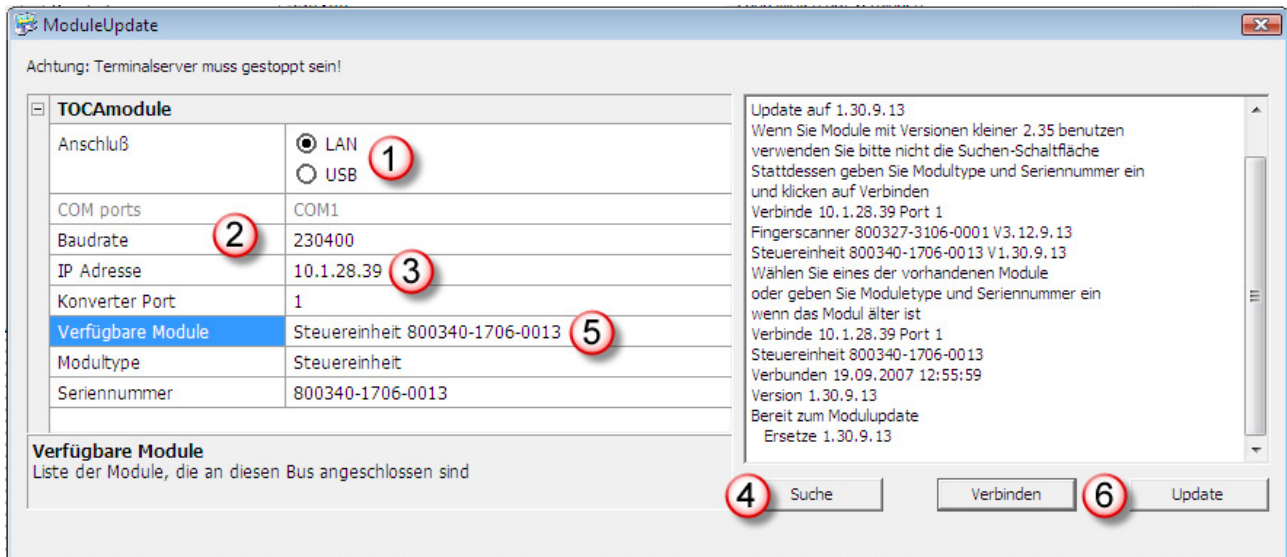 ModuleUpdate
Achtung: Terminalserver muss gestoppt sein!
TOCAmodule
Anschluß
LAN
USB
1
COM ports COM1
2
Baudrate 230400
IP Adresse 10.1.28.39
3
Konverter Port 1
Verfügbare Module Steuereinheit 800340-1706-0013
5
Modultype Steuereinheit
Seriennummer 800340-1706-0013
Verfügbare Module
Liste der Module, die an diesen Bus angeschlossen sind
Update auf 1.30.9.13
Wenn Sie Module mit Versionen kleiner 2.35 benutzen
verwenden Sie bitte nicht die Suchen-Schaltfläche
Stattdessen geben Sie Modultype und Seriennummer ein
und klicken auf Verbinden
Verbinde 10.1.28.39 Port 1
Fingerscanner 800327-3106-0001 V3.12.9.13
Steuereinheit 800340-1706-0013 V1.30.9.13
Wählen Sie eines der vorhandenen Module
oder geben Sie Moduletype und Seriennummer ein
wenn das Modul älter ist
Verbinde 10.1.28.39 Port 1
Steuereinheit 800340-1706-0013
Verbunden 19.09.2007 12:55:59
Version 1.30.9.13
Bereit zum Modulupdate
Ersetze 1.30.9.13
4 Suche Verbinden 6 Update